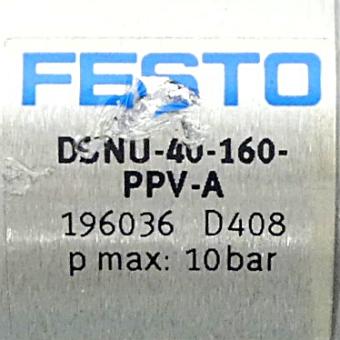 FESTO
DSNU-40-160-
PPV-A
196036 D408
p max: 10bar